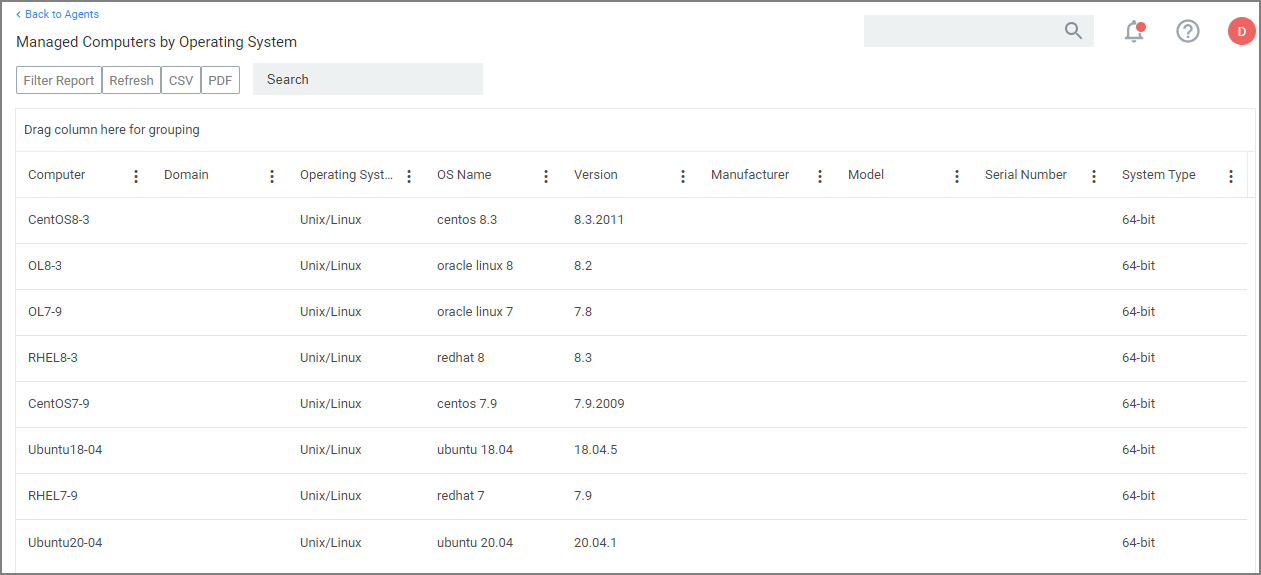 Back to Agents
Managed Computers by Operating System
D
Filter Report Refresh CSV PDF Search
Drag column here for grouping
Computer Domain Operating Syst... OS Name Version Manufacturer Model Serial Number System Type
CentOS8-3 Unix/Linux centos 8.3 8.3.2011 64-bit
OL8-3 Unix/Linux oracle linux 8 8.2 64-bit
OL7-9 Unix/Linux oracle linux 7 7.8 64-bit
RHEL8-3 Unix/Linux redhat 8 8.3 64-bit
CentOS7-9 Unix/Linux centos 7.9 7.9.2009 64-bit
Ubuntu18-04 Unix/Linux ubuntu 18.04 18.04.5 64-bit
RHEL7-9 Unix/Linux redhat 7 7.9 64-bit
Ubuntu20-04 Unix/Linux ubuntu 20.04 20.04.1 64-bit